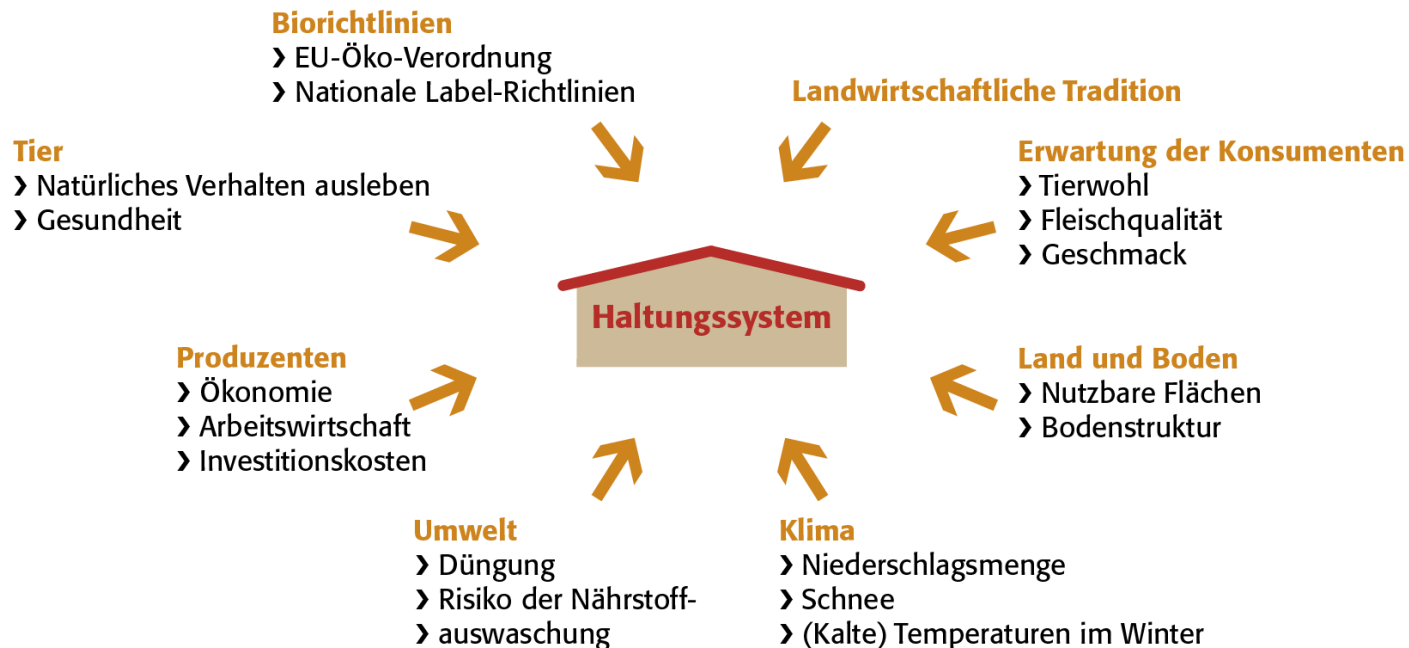 Biorichtlinien
❯ EU-Öko-Verordnung
❯ Nationale Label-Richtlinien
Landwirtschaftliche Tradition
Tier
❯ Natürliches Verhalten ausleben
❯ Gesundheit
Erwartung der Konsumenten
❯ Tierwohl
❯ Fleischqualität
❯ Geschmack
Haltungssystem
Produzenten
❯ Ökonomie
❯ Arbeitswirtschaft
❯ Investitionskosten
Land und Boden
❯ Nutzbare Flächen
❯ Bodenstruktur
Umwelt
❯ Düngung
❯ Risiko der Nährstoff-
❯ auswaschung
Klima
❯ Niederschlagsmenge
❯ Schnee
❯ (Kalte) Temperaturen im Winter